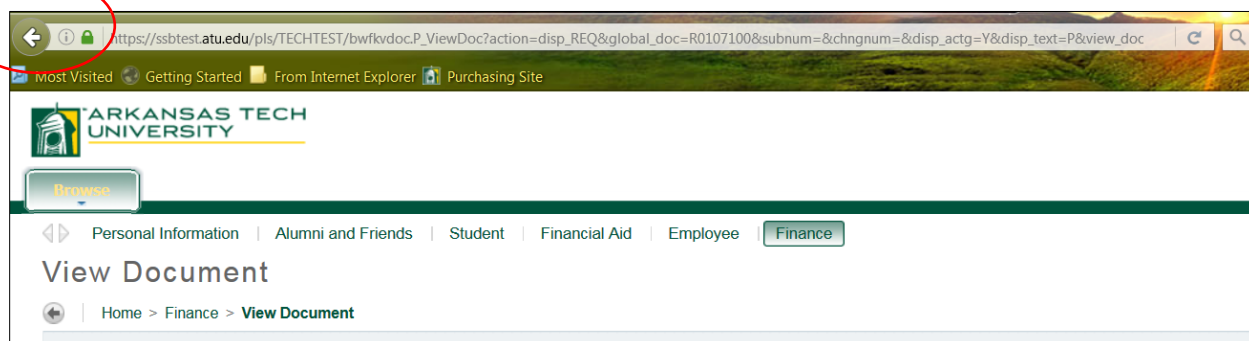 https://ssbtest.atu.edu/pls/TECHTEST/bwfkvdoc.P_ViewDoc?action=disp_REQ&global_doc=R0107100&subnum=&chngnum=&disp_actg=Y&disp_text=P&view_doc
Most Visited Getting Started From Internet Explorer Purchasing Site
ARKANSAS TECH
UNIVERSITY
Browse
Personal Information | Alumni and Friends | Student | Financial Aid | Employee | Finance
View Document
Home > Finance > View Document